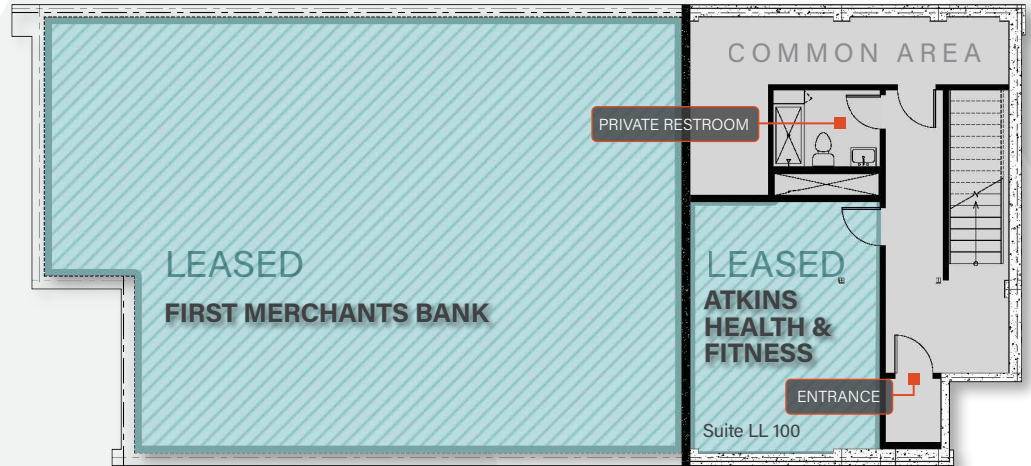 COMMON AREA
PRIVATE RESTROOM
LEASED
FIRST MERCHANTS BANK
LEASED
ATKINS
HEALTH &
FITNESS
ENTRANCE
Suite LL 100